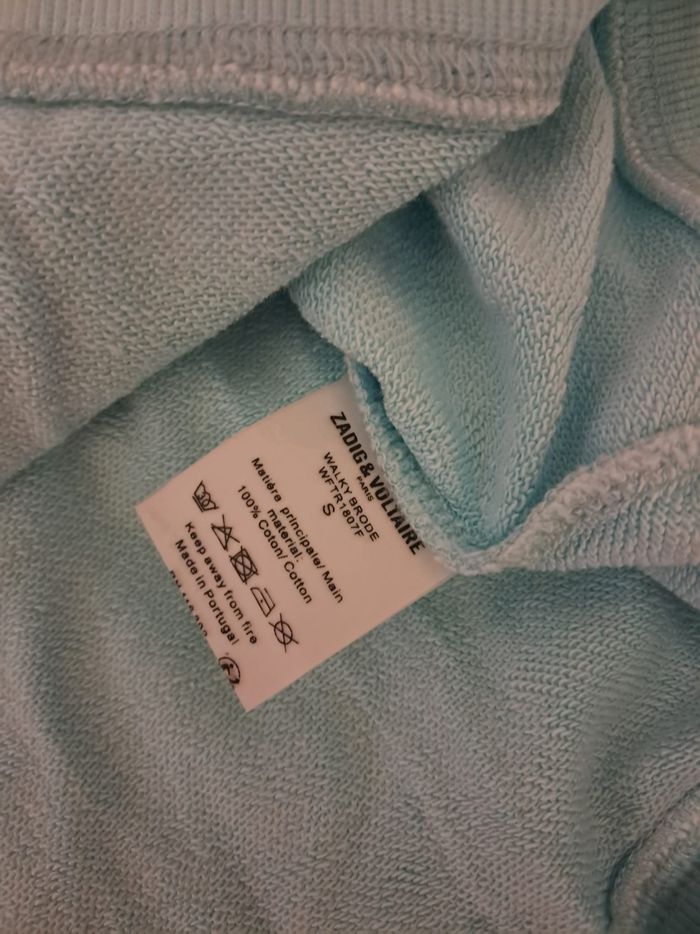 ZADIG & VOLTAIRE
PARIS
WALKY BRODE
WFTR1807F
S
Matière principale/ Main
material:
100% Coton/ Cotton
Keep away from fire
Made in Portugal